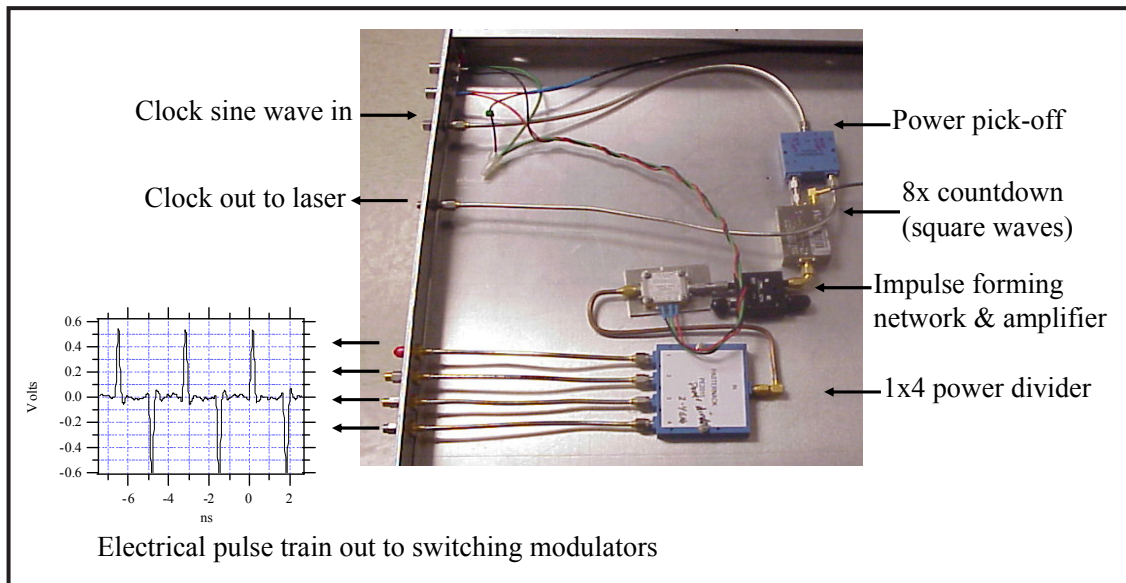 Clock sine wave in
Power pick-off
Clock out to laser
8x countdown
(square waves)
Impulse forming
network & amplifier
1x4 power divider
0.6
0.4
0.2
0.0
-0.2
-0.4
-0.6
Volts
-6
-4
-2
0
2
ns
Electrical pulse train out to switching modulators